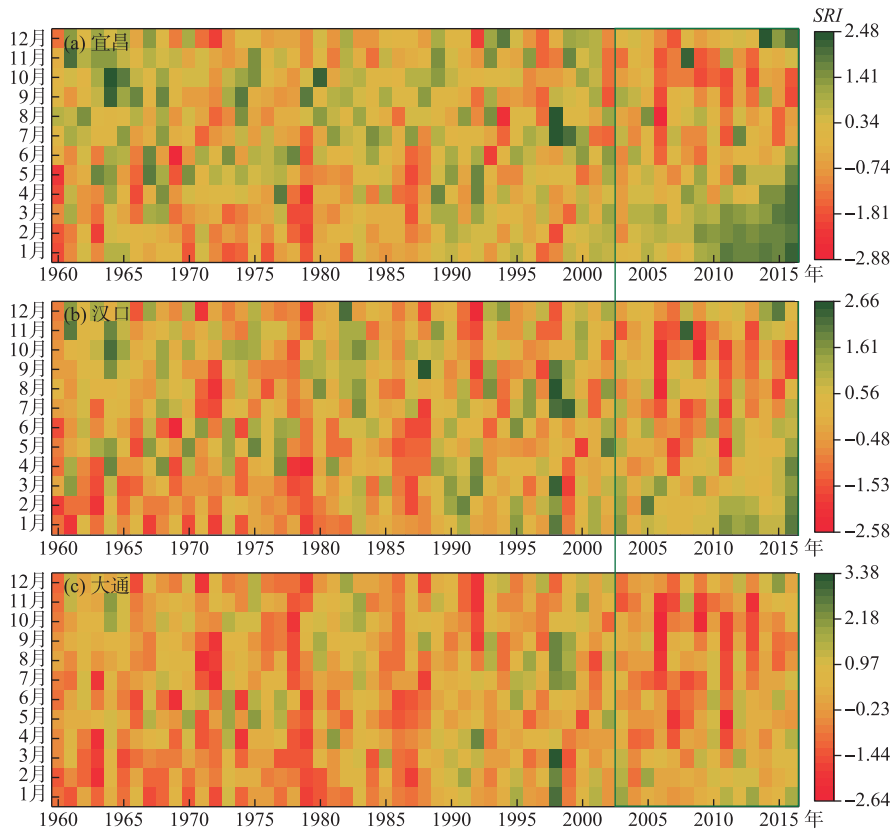 SRI
(a) 宜昌
12月
11月
10月
9月
8月
7月
6月
5月
4月
3月
2月
1月
2.48
1.41
0.34
−0.74
−1.81
−2.88
1960 1965 1970 1975 1980 1985 1990 1995 2000 2005 2010 2015 年
(b) 汉口
12月
11月
10月
9月
8月
7月
6月
5月
4月
3月
2月
1月
2.66
1.61
0.56
−0.48
−1.53
−2.58
1960 1965 1970 1975 1980 1985 1990 1995 2000 2005 2010 2015 年
(c) 大通
12月
11月
10月
9月
8月
7月
6月
5月
4月
3月
2月
1月
3.38
2.18
0.97
−0.23
−1.44
−2.64
1960 1965 1970 1975 1980 1985 1990 1995 2000 2005 2010 2015 年